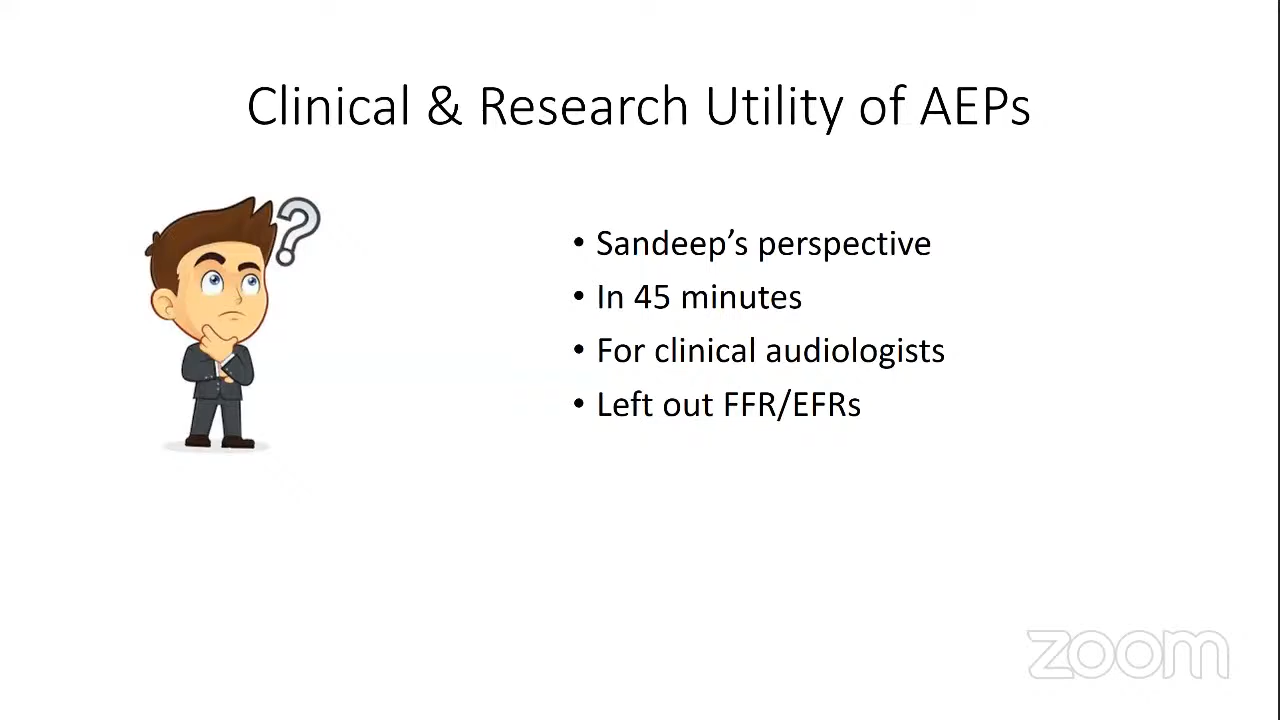 Clinical & Research Utility of AEPs
?
• Sandeep’s perspective
• In 45 minutes
• For clinical audiologists
• Left out FFR/EFRs
zoom